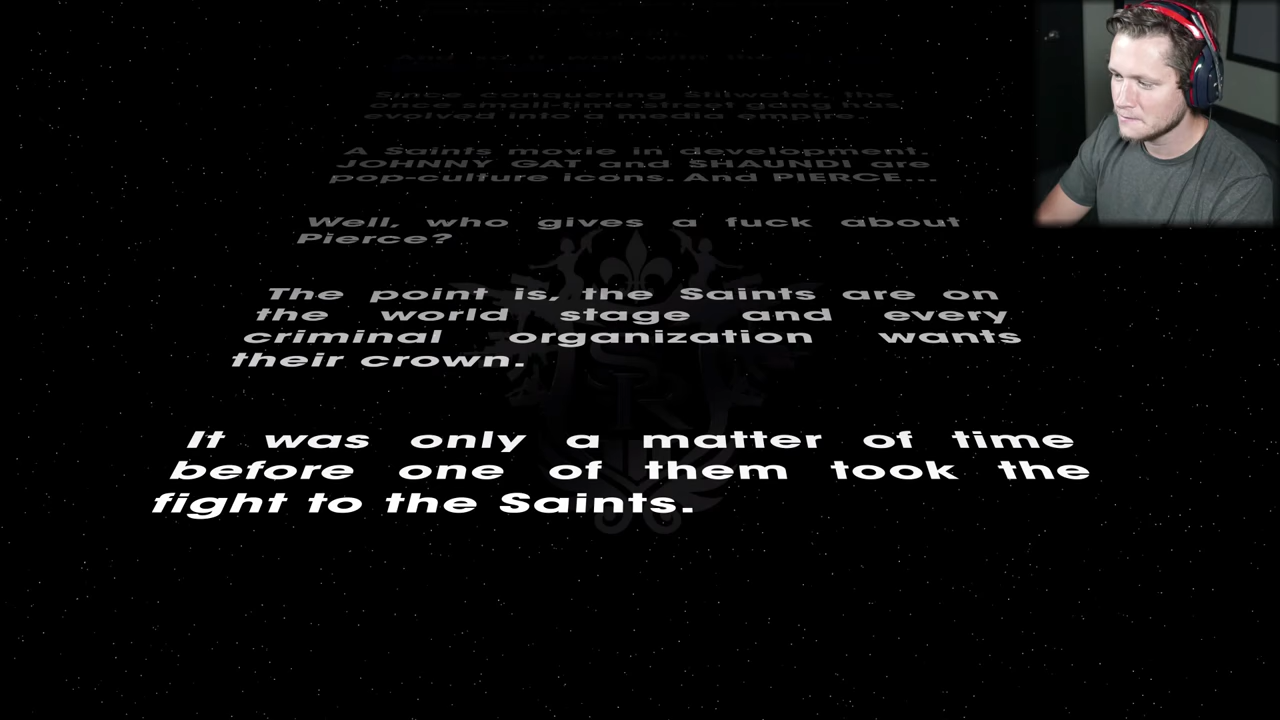 Since conquering Stilwater, the
once small-time street gang has
evolved into a media empire.
A Saints movie in development.
JOHNNY GAT and SHAUNDI are
pop-culture icons. And PIERCE...
Well, who gives a fuck about
Pierce?
The point is, the Saints are on
the world stage and every
criminal organization wants
their crown.
It was only a matter of time
before one of them took the
fight to the Saints.